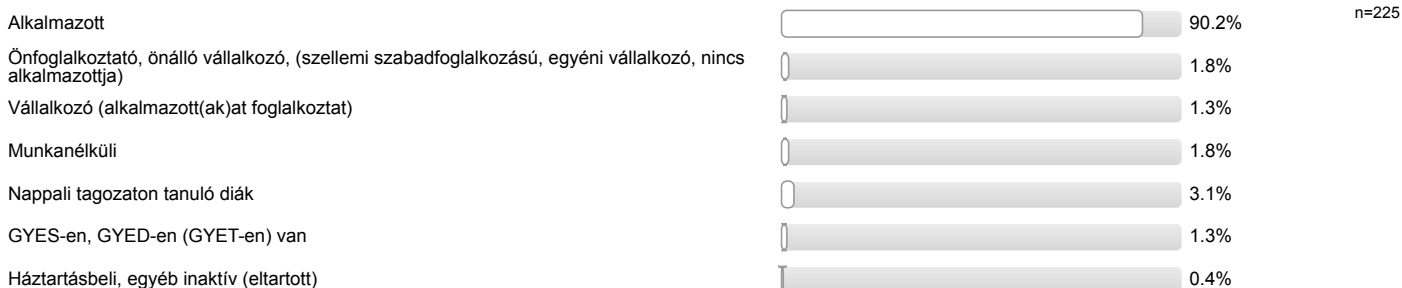 Alkalmazott 90.2% n=225
Önfoglalkoztató, önálló vállalkozó, (szellemi szabadfoglalkozású, egyéni vállalkozó, nincs
alkalmazottja) 1.8%
Vállalkozó (alkalmazott(ak)at foglalkoztat) 1.3%
Munkanélküli 1.8%
Nappali tagozaton tanuló diák 3.1%
GYES-en, GYED-en (GYET-en) van 1.3%
Háztartásbeli, egyéb inaktív (eltartott) 0.4%